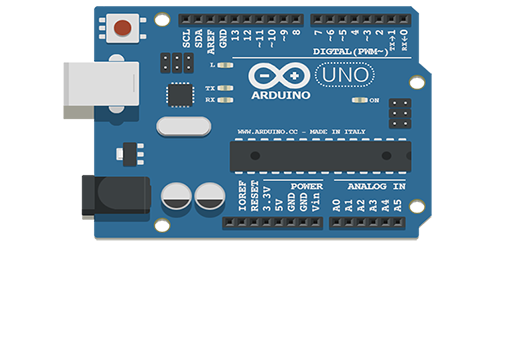 SCL
SDA
AREF
GND
13
12
~11
~10
~9
8
7
~6
~5
4
~3
2
TX→1
RX←0
DIGTAL(PWM~)
L
TX
RX
UNO
ARDUINO
ON
WWW.ARDUINO.CC - MADE IN ITALY
POWER
ANALOG IN
IOREF
RESET
3.3V
5V
GND
GND
Vin
A0
A1
A2
A3
A4
A5